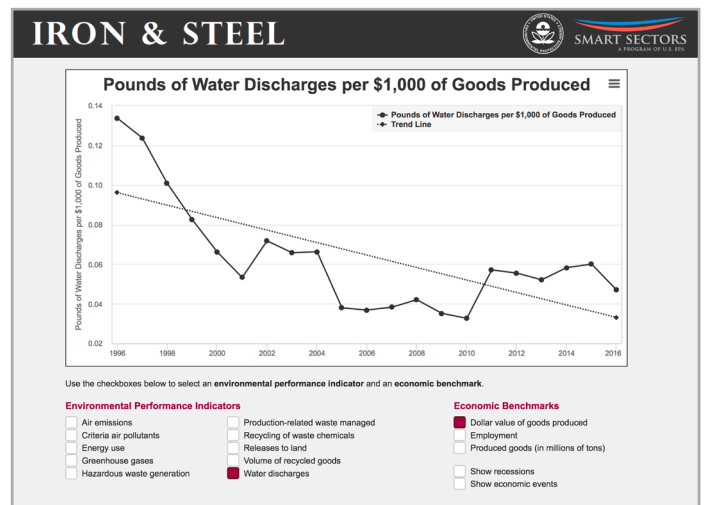 IRON & STEEL
SMART SECTORS
A PROGRAM OF U.S. EPA
Pounds of Water Discharges per $1,000 of Goods Produced
Pounds of Water Discharges per $1,000 of Goods Produced
Trend Line
Pounds of Water Discharges per $1,000 of Goods Produced
0.14
0.12
0.10
0.08
0.06
0.04
0.02
1996 1998 2000 2002 2004 2006 2008 2010 2012 2014 2016
Use the checkboxes below to select an environmental performance indicator and an economic benchmark.
Environmental Performance Indicators
Air emissions
Criteria air pollutants
Energy use
Greenhouse gases
Hazardous waste generation
Production-related waste managed
Recycling of waste chemicals
Releases to land
Volume of recycled goods
Water discharges
Economic Benchmarks
Dollar value of goods produced
Employment
Produced goods (in millions of tons)
Show recessions
Show economic events